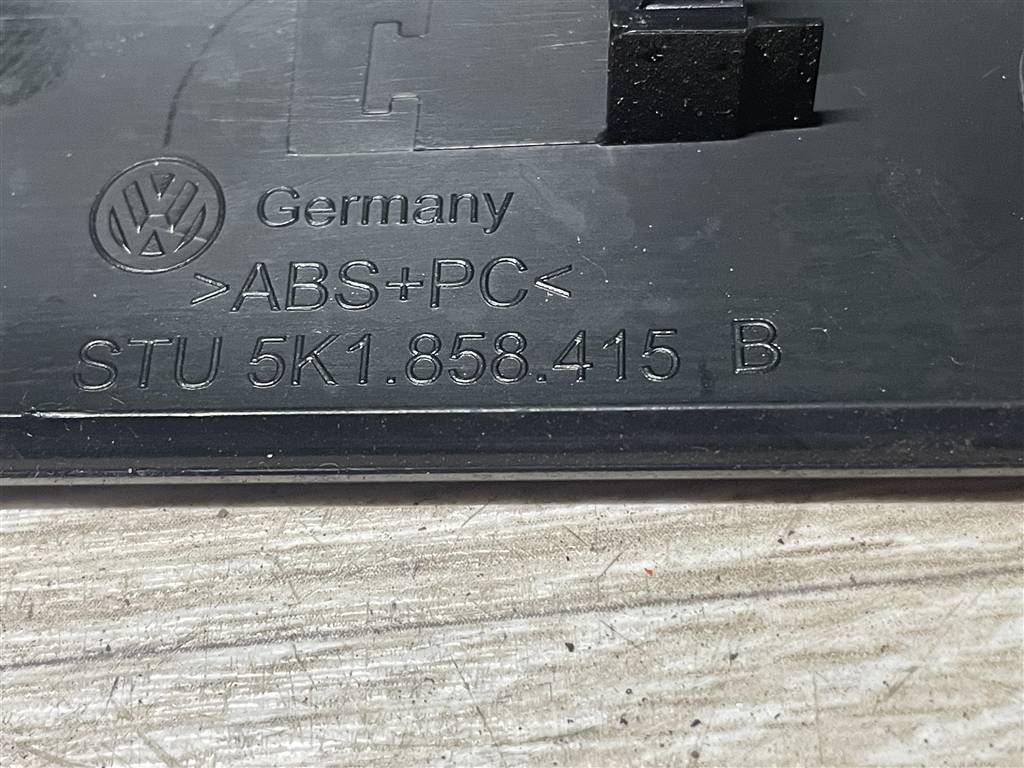 VW Germany
>ABS+PC<
STU 5K1.858.415 B